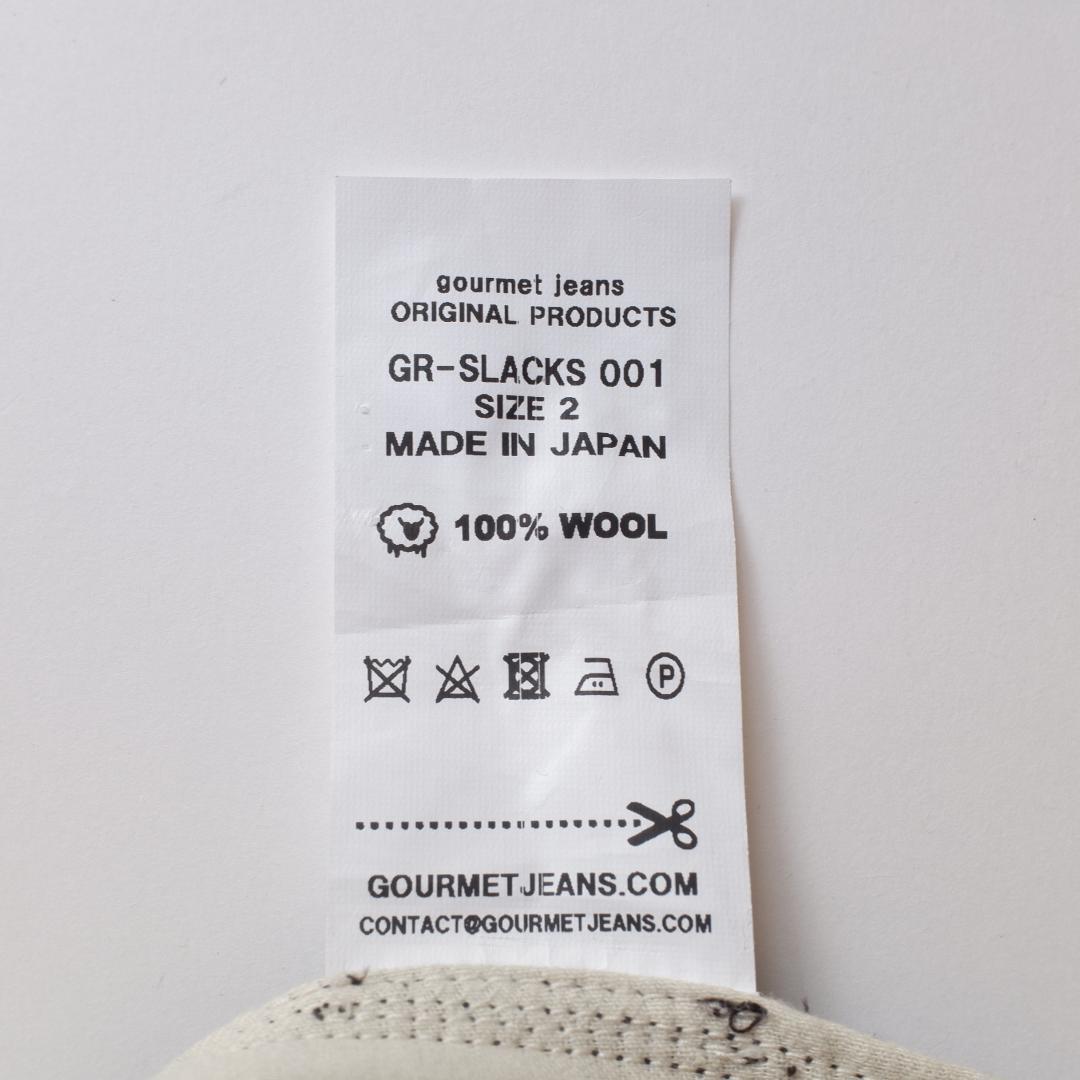 gourmet jeans
ORIGINAL PRODUCTS
GR-SLACKS 001
SIZE 2
MADE IN JAPAN
100% WOOL
P
GOURMETJEANS.COM
CONTACT@GOURMETJEANS.COM